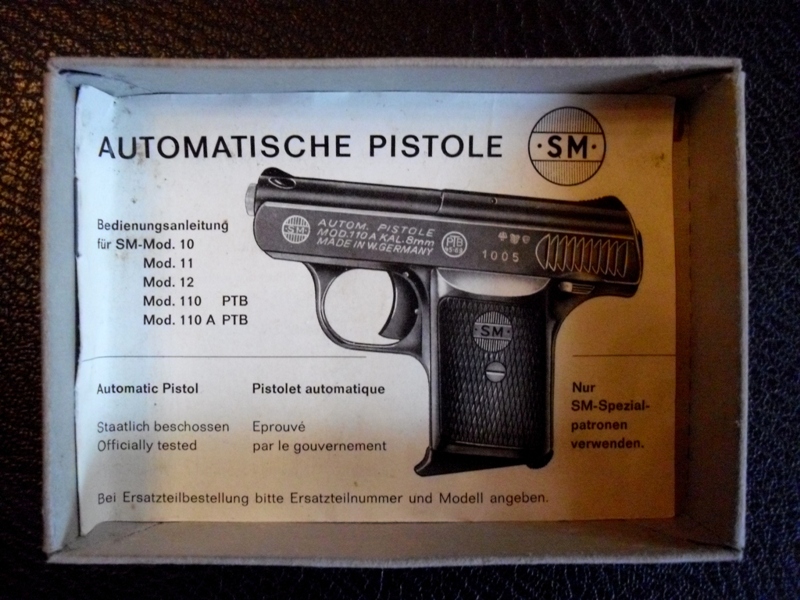 AUTOMATISCHE PISTOLE
·SM·
AUTOM. PISTOLE
MOD.110A KAL.8mm
MADE IN W.GERMANY
SM
PTB
1005
SM
Bedienungsanleitung
für SM-Mod. 10
Mod. 11
Mod. 12
Mod. 110 PTB
Mod. 110 A PTB
Automatic Pistol
Pistolet automatique
Staatlich beschossen
Officially tested
Eprouvé
par le gouvernement
Nur
SM-Spezial-
patronen
verwenden.
Bei Ersatzteilbestellung bitte Ersatzteilnummer und Modell angeben.